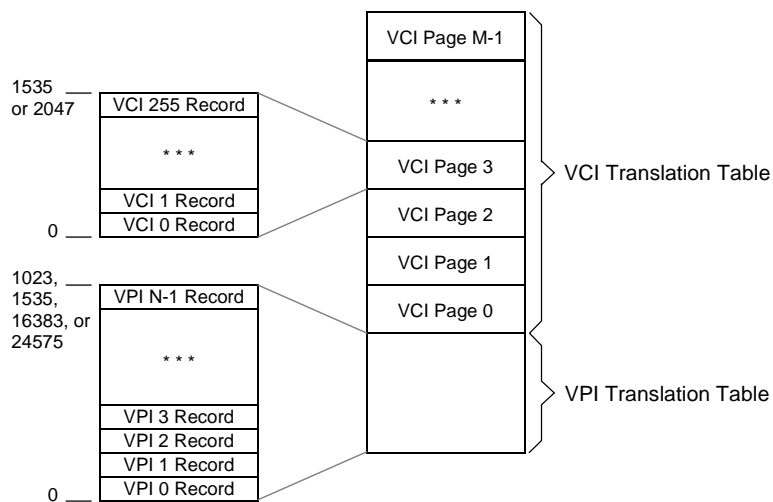 VCI Page M-1
* * *
VCI Page 3
VCI Page 2
VCI Page 1
VCI Page 0
VCI Translation Table
VPI Translation Table
1535
or 2047
VCI 255 Record
* * *
VCI 1 Record
VCI 0 Record
0
1023,
1535,
16383, or
24575
VPI N-1 Record
* * *
VPI 3 Record
VPI 2 Record
VPI 1 Record
VPI 0 Record
0